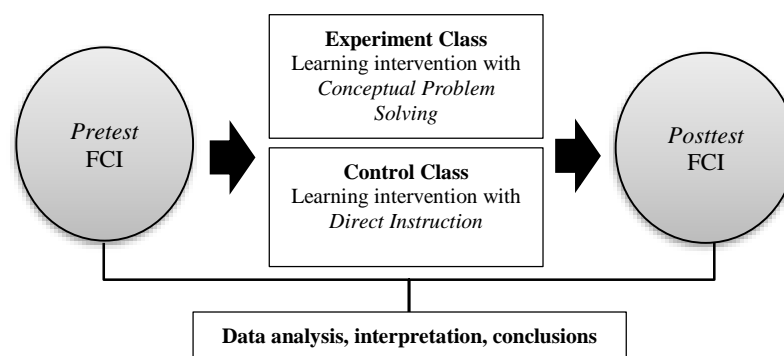 Pretest
FCI
Experiment Class
Learning intervention with
Conceptual Problem
Solving
Control Class
Learning intervention with
Direct Instruction
Posttest
FCI
Data analysis, interpretation, conclusions